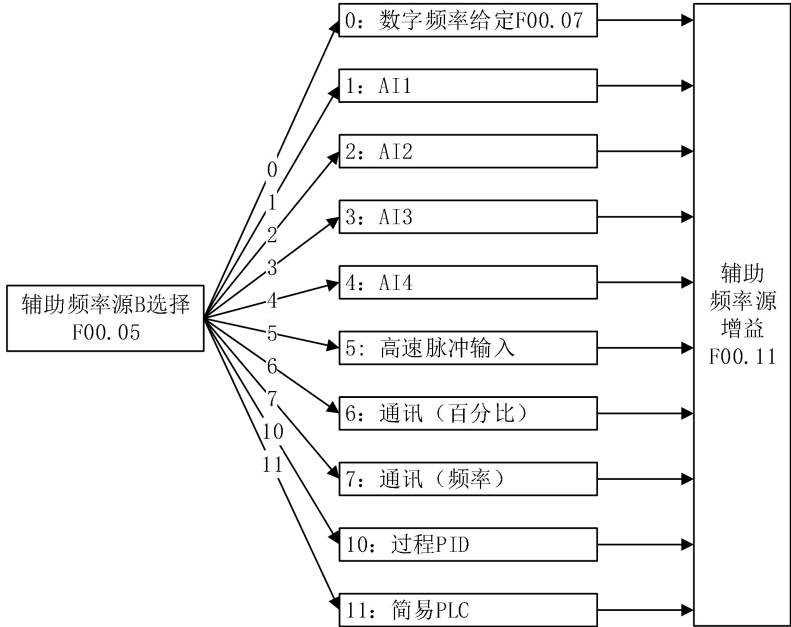 辅助频率源B选择
F00.05
0
1
2
3
4
5
6
7
10
11
0: 数字频率给定F00.07
1: AI1
2: AI2
3: AI3
4: AI4
5: 高速脉冲输入
6: 通讯（百分比）
7: 通讯（频率）
10: 过程PID
11: 简易PLC
辅助
频率源
增益
F00.11